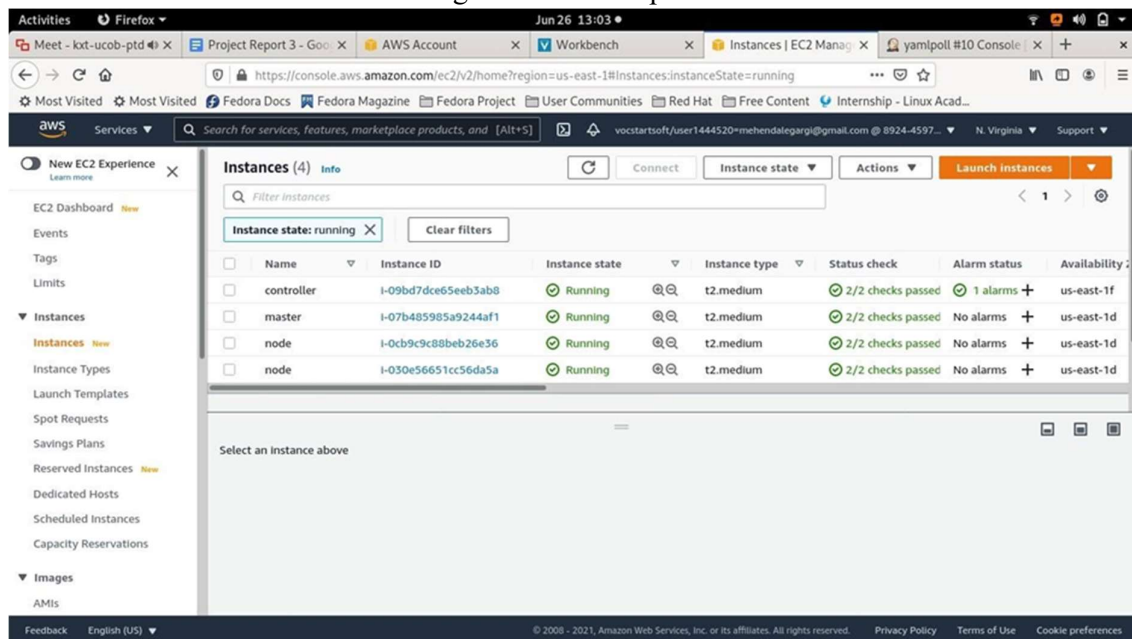 Activities Firefox ▾ Jun 26 13:03 ●
Meet - kxt-ucob-ptd × Project Report 3 - Goo × AWS Account × Workbench × Instances | EC2 Manag × yamlpoll #10 Console × + ×
https://console.aws.amazon.com/ec2/v2/home?region=us-east-1#Instances:instanceState=running
Most Visited Most Visited Fedora Docs Fedora Magazine Fedora Project User Communities Red Hat Free Content Internship - Linux Acad...
aws Services ▼ Search for services, features, marketplace products, and [Alt+S] vocstartsoft/user1444520=mehendalegargi@gmail.com @ 8924-4597... ▼ N. Virginia ▼ Support ▼
New EC2 Experience
Learn more
EC2 Dashboard New
Events
Tags
Limits
▼ Instances
Instances New
Instance Types
Launch Templates
Spot Requests
Savings Plans
Reserved Instances New
Dedicated Hosts
Scheduled Instances
Capacity Reservations
▼ Images
AMIs
Instances (4) Info Connect Instance state ▼ Actions ▼ Launch instances ▼
Filter instances < 1 >
Instance state: running × Clear filters
Name Instance ID Instance state Instance type Status check Alarm status Availability
controller i-09bd7dce65eeb3ab8 Running t2.medium 2/2 checks passed 1 alarms + us-east-1f
master i-07b485985a9244af1 Running t2.medium 2/2 checks passed No alarms + us-east-1d
node i-0cb9c9c88beb26e36 Running t2.medium 2/2 checks passed No alarms + us-east-1d
node i-030e56651cc56da5a Running t2.medium 2/2 checks passed No alarms + us-east-1d
Select an instance above
Feedback English (US) ▼ © 2008 - 2021, Amazon Web Services, Inc. or its affiliates. All rights reserved. Privacy Policy Terms of Use Cookie preferences